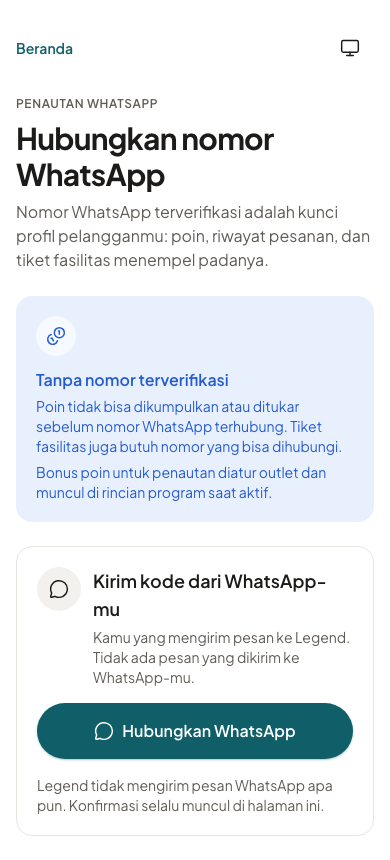 Beranda
PENAUTAN WHATSAPP
Hubungkan nomor
WhatsApp
Nomor WhatsApp terverifikasi adalah kunci
profil pelangganmu: poin, riwayat pesanan, dan
tiket fasilitas menempel padanya.
Tanpa nomor terverifikasi
Poin tidak bisa dikumpulkan atau ditukar
sebelum nomor WhatsApp terhubung. Tiket
fasilitas juga butuh nomor yang bisa dihubungi.
Bonus poin untuk penautan diatur outlet dan
muncul di rincian program saat aktif.
Kirim kode dari WhatsApp-
mu
Kamu yang mengirim pesan ke Legend.
Tidak ada pesan yang dikirim ke
WhatsApp-mu.
Hubungkan WhatsApp
Legend tidak mengirim pesan WhatsApp apa
pun. Konfirmasi selalu muncul di halaman ini.